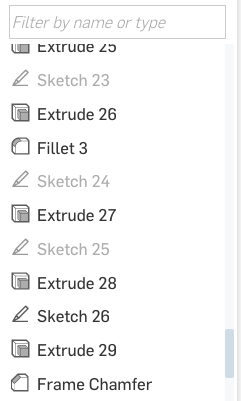 Filter by name or type
Extrude 25
Sketch 23
Extrude 26
Fillet 3
Sketch 24
Extrude 27
Sketch 25
Extrude 28
Sketch 26
Extrude 29
Frame Chamfer